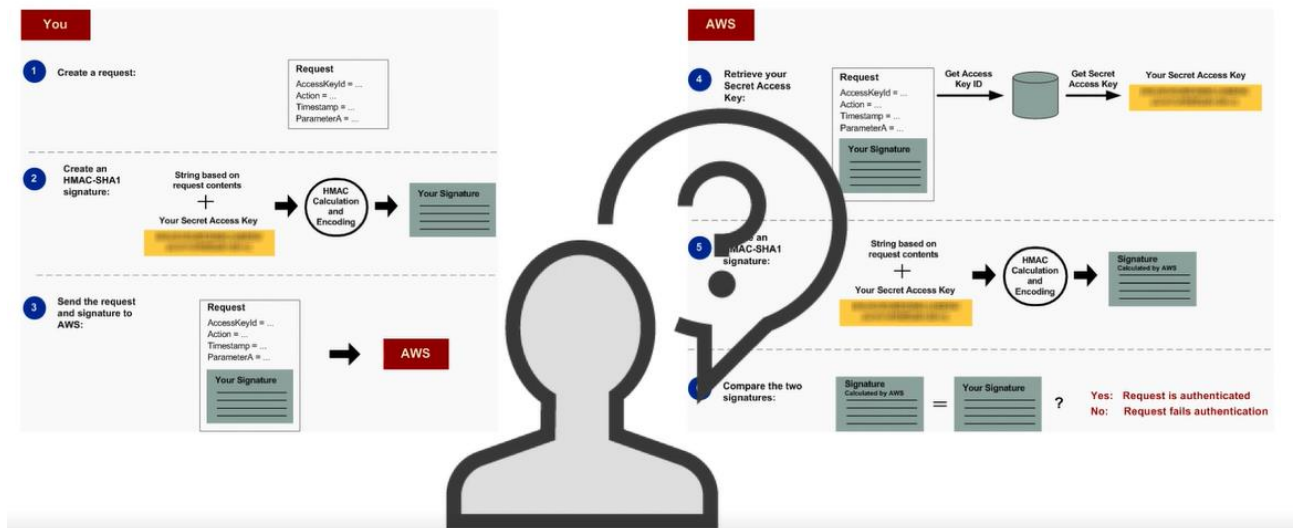 You
1
Create a request:
Request
AccessKeyId = ...
Action = ...
Timestamp = ...
ParameterA = ...
2
Create an
HMAC-SHA1
signature:
String based on
request contents
+
Your Secret Access Key
HMAC
Calculation
and
Encoding
Your Signature
3
Send the request
and signature to
AWS:
Request
AccessKeyId = ...
Action = ...
Timestamp = ...
ParameterA = ...
Your Signature
AWS
AWS
4
Retrieve your
Secret Access
Key:
Request
AccessKeyId = ...
Action = ...
Timestamp = ...
ParameterA = ...
Your Signature
Get Access
Key ID
Get Secret
Access Key
Your Secret Access Key
5
an
HMAC-SHA1
signature:
String based on
request contents
+
Your Secret Access Key
HMAC
Calculation
and
Encoding
Signature
Calculated by AWS
Compare the two
signatures:
Signature
Calculated by AWS
=
Your Signature
?
Yes: Request is authenticated
No: Request fails authentication
?